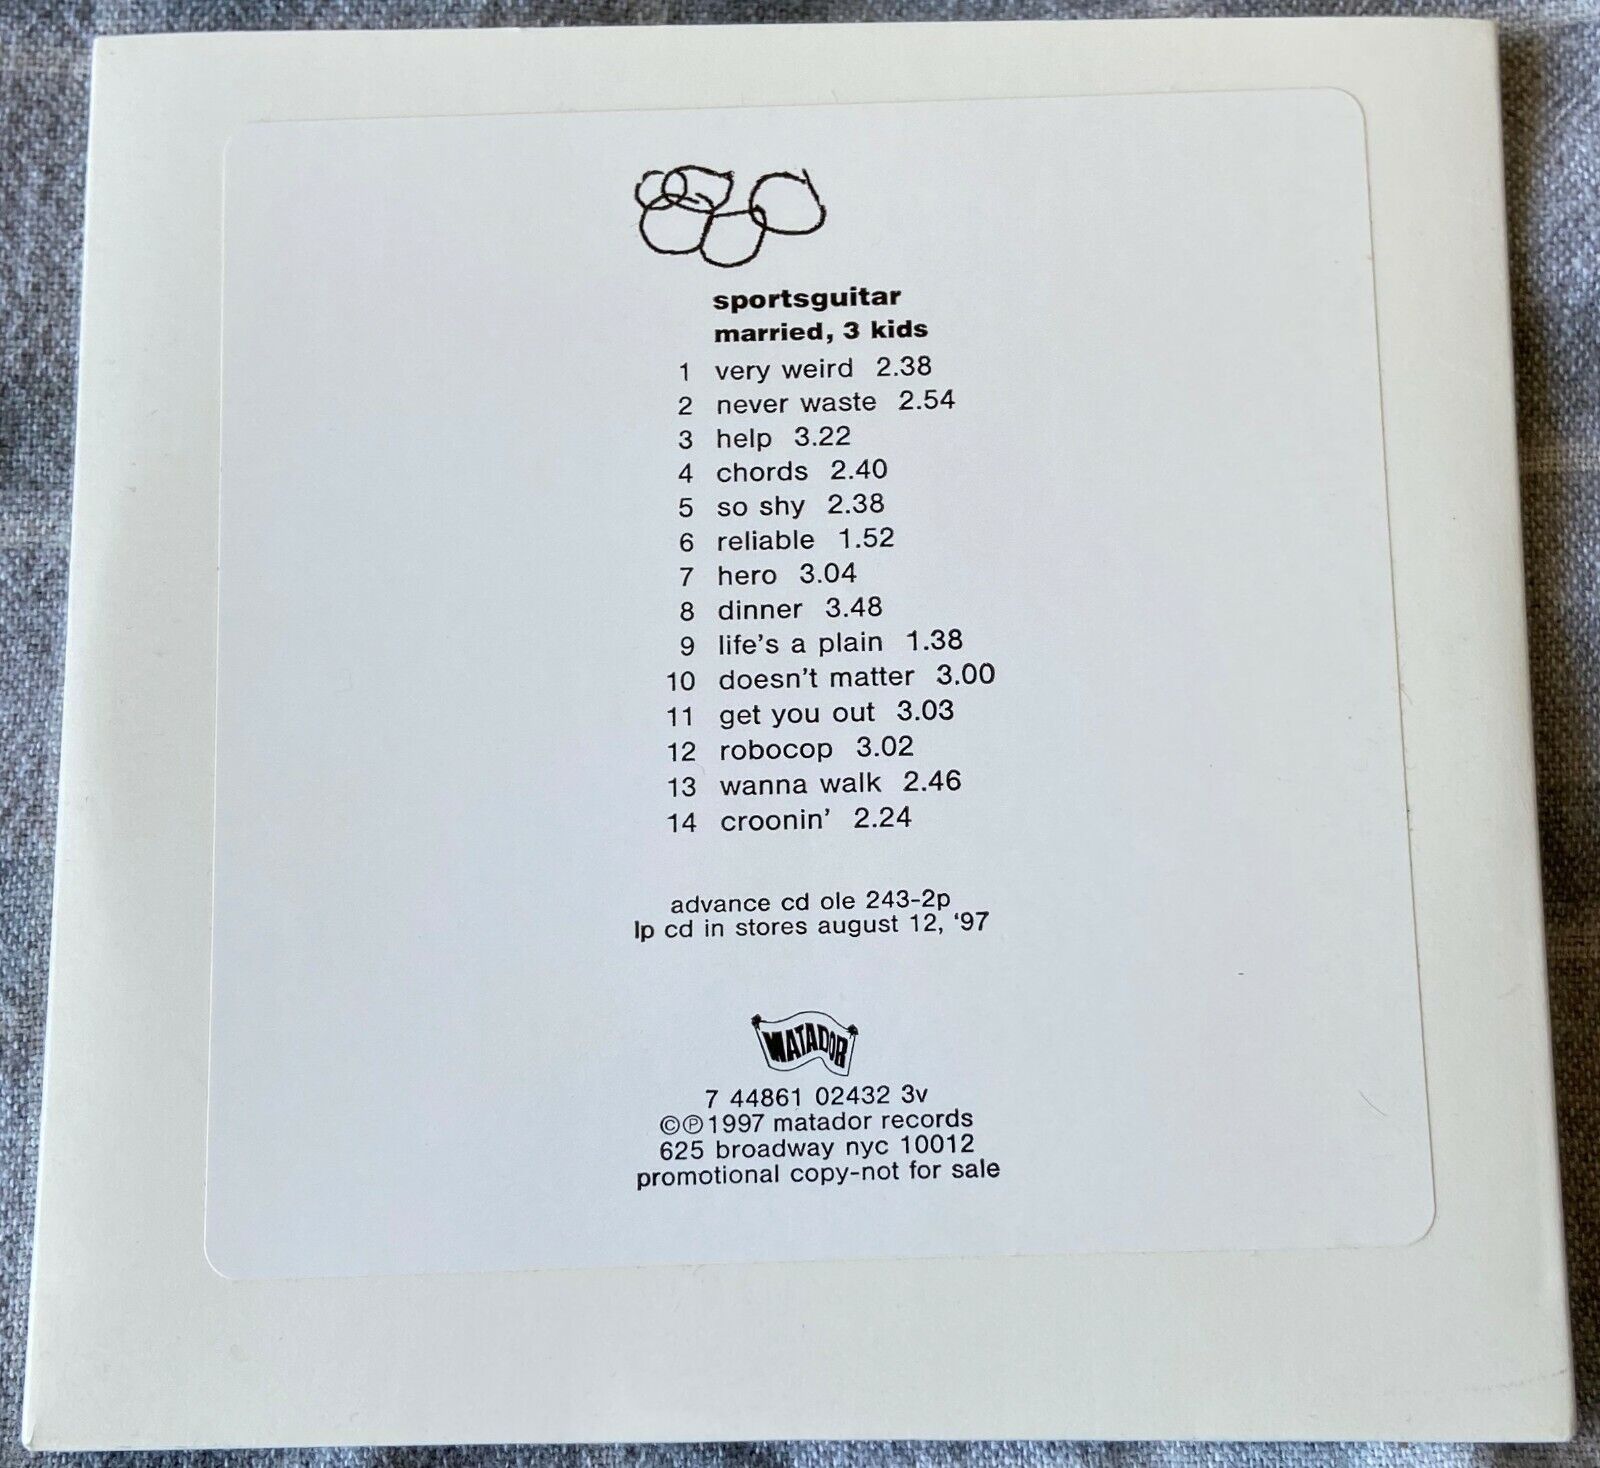 sportsguitar
married, 3 kids
1 very weird 2.38
2 never waste 2.54
3 help 3.22
4 chords 2.40
5 so shy 2.38
6 reliable 1.52
7 hero 3.04
8 dinner 3.48
9 life's a plain 1.38
10 doesn't matter 3.00
11 get you out 3.03
12 robocop 3.02
13 wanna walk 2.46
14 croonin' 2.24
advance cd ole 243-2p
lp cd in stores august 12, '97
MATADOR
7 44861 02432 3v
©℗1997 matador records
625 broadway nyc 10012
promotional copy-not for sale